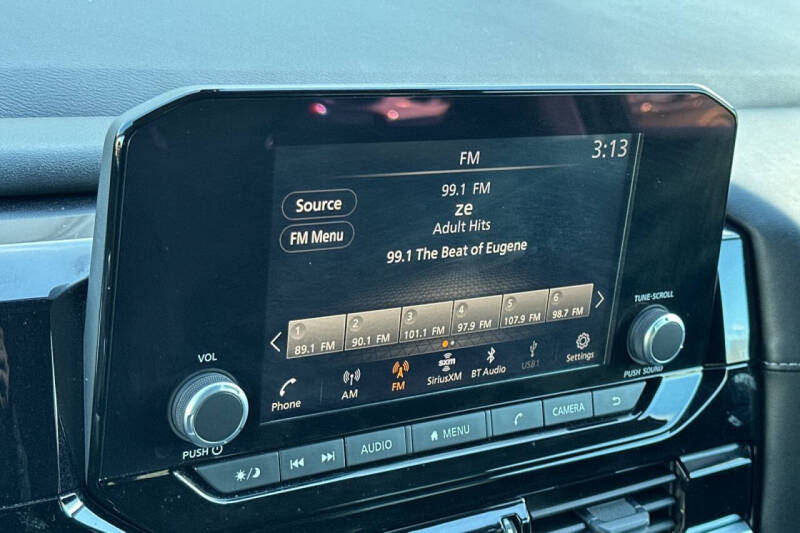 FM
3:13
99.1 FM
ze
Adult Hits
99.1 The Beat of Eugene
Source
FM Menu
1 2 3 4 5 6
89.1 FM 90.1 FM 101.1 FM 97.9 FM 107.9 FM 98.7 FM
Phone AM FM SiriusXM BT Audio USB1 Settings
sxm
VOL
PUSH
TUNE·SCROLL
PUSH SOUND
AUDIO MENU CAMERA